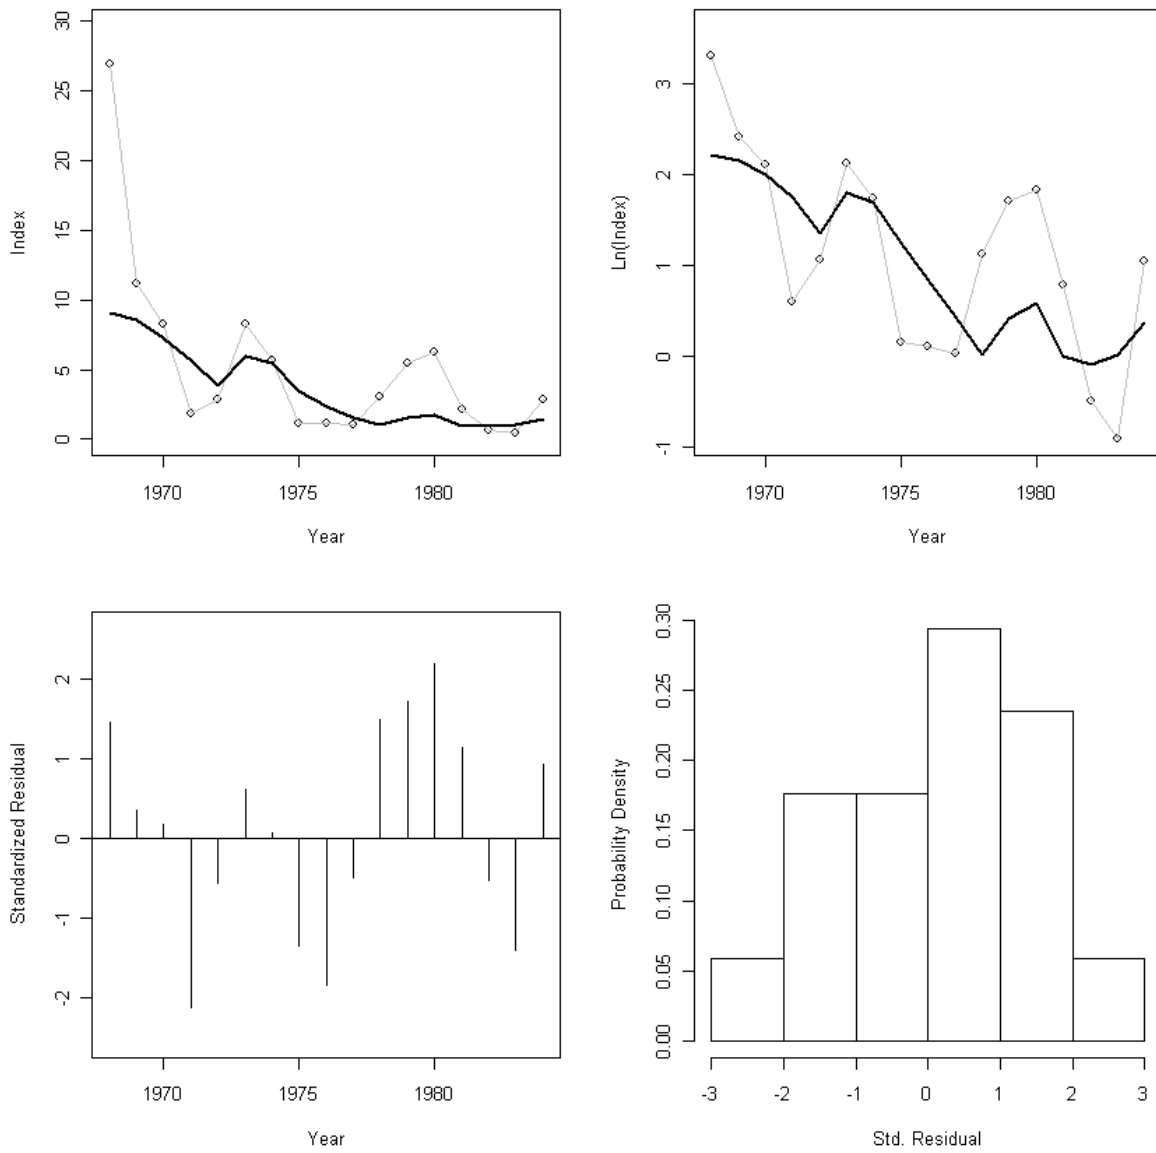 30
25
20
15
10
5
0
Index
1970 1975 1980
Year
3
2
1
0
-1
Ln(Index)
1970 1975 1980
Year
2
1
0
-1
-2
Standardized Residual
1970 1975 1980
Year
0.30
0.25
0.20
0.15
0.10
0.05
0.00
Probability Density
-3 -2 -1 0 1 2 3
Std. Residual